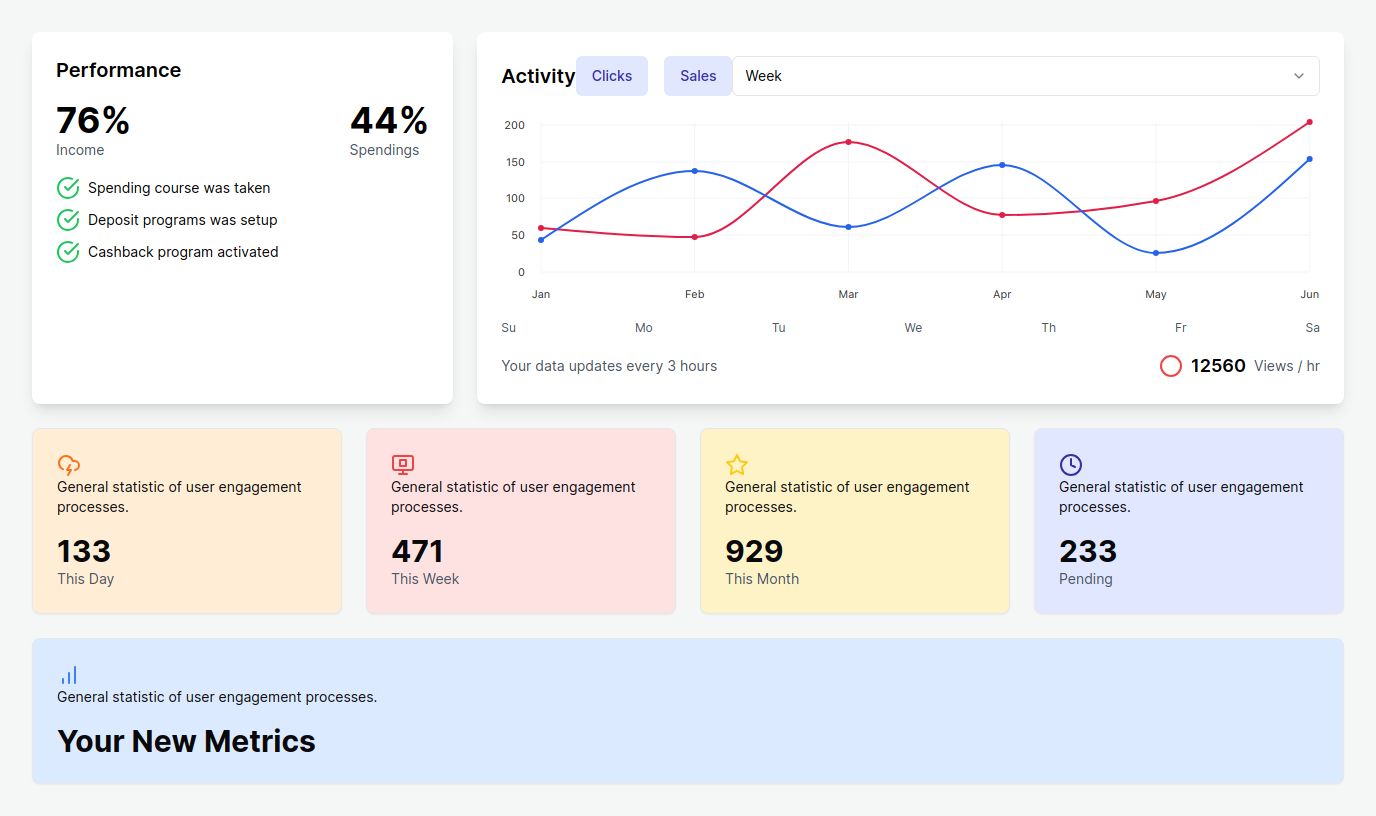 Performance
76%
Income
44%
Spendings
Spending course was taken
Deposit programs was setup
Cashback program activated
Activity
Clicks
Sales
Week
200
150
100
50
0
Jan Feb Mar Apr May Jun
Su Mo Tu We Th Fr Sa
Your data updates every 3 hours
12560 Views / hr
General statistic of user engagement
processes.
133
This Day
General statistic of user engagement
processes.
471
This Week
General statistic of user engagement
processes.
929
This Month
General statistic of user engagement
processes.
233
Pending
General statistic of user engagement processes.
Your New Metrics